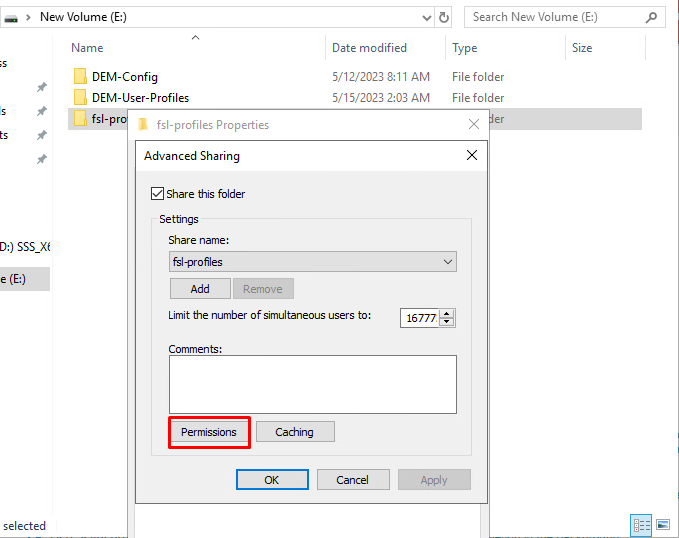 New Volume (E:)
Search New Volume (E:)
Name Date modified Type Size
DEM-Config 5/12/2023 8:11 AM File folder
DEM-User-Profiles 5/15/2023 2:03 AM File folder
fsl-profiles Properties
Advanced Sharing
Share this folder
Settings
Share name:
fsl-profiles
Add Remove
Limit the number of simultaneous users to:
16777
Comments:
Permissions Caching
OK Cancel Apply
D:) SSS_X6
e (E:)
selected